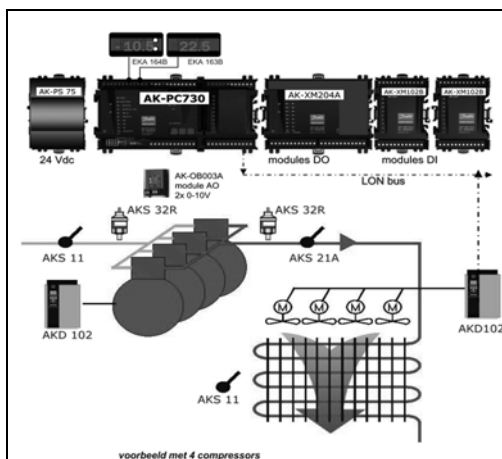 -10.5 22.5
EKA 164B EKA 163B
AK-PS 75 AK-PC730 AK-XM204A AK-XM102B AK-XM102B
24 Vdc modules DO modules DI
LON bus
AK-OB003A
module AO
2x 0-10V
AKS 32R AKS 32R
AKS 11 AKS 21A
M M M M
AKD 102 AKD102
AKS 11
voorbeeld met 4 compressors